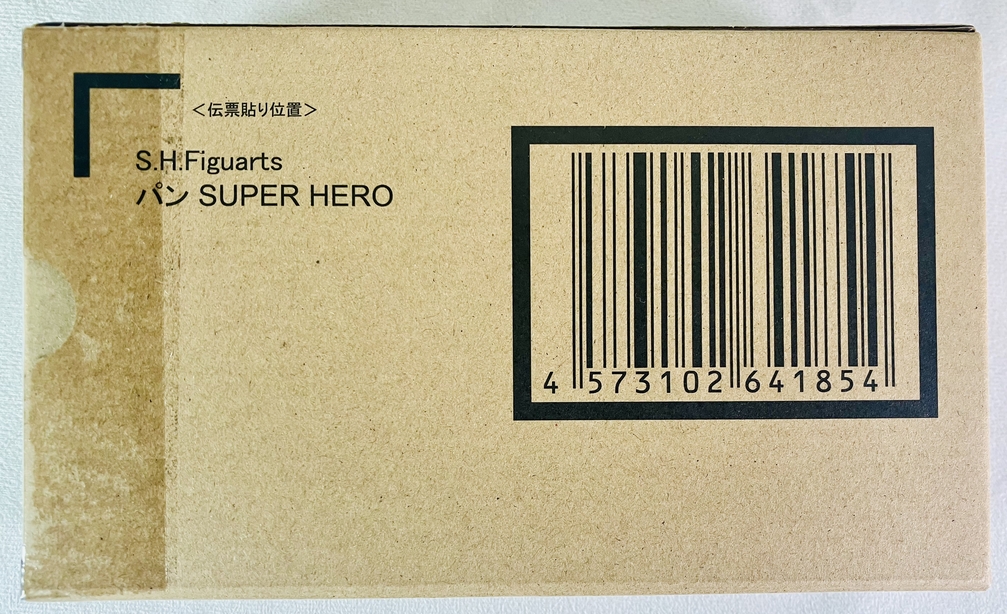 ＜伝票貼り位置＞
S.H.Figuarts
パン SUPER HERO
4 573102 641854